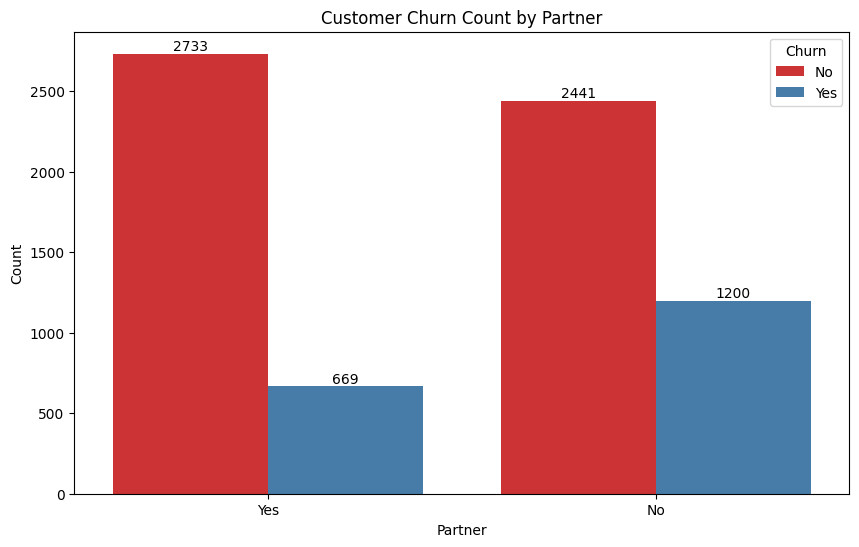 Customer Churn Count by Partner
2733
2441
1200
669
Churn
No
Yes
Count
2500
2000
1500
1000
500
0
Yes
No
Partner